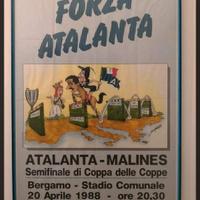 FORZA
ATALANTA
ATALANTA - MALINES
Semifinale di Coppa delle Coppe
Bergamo - Stadio Comunale
20 Aprile 1988 - ore 20,30